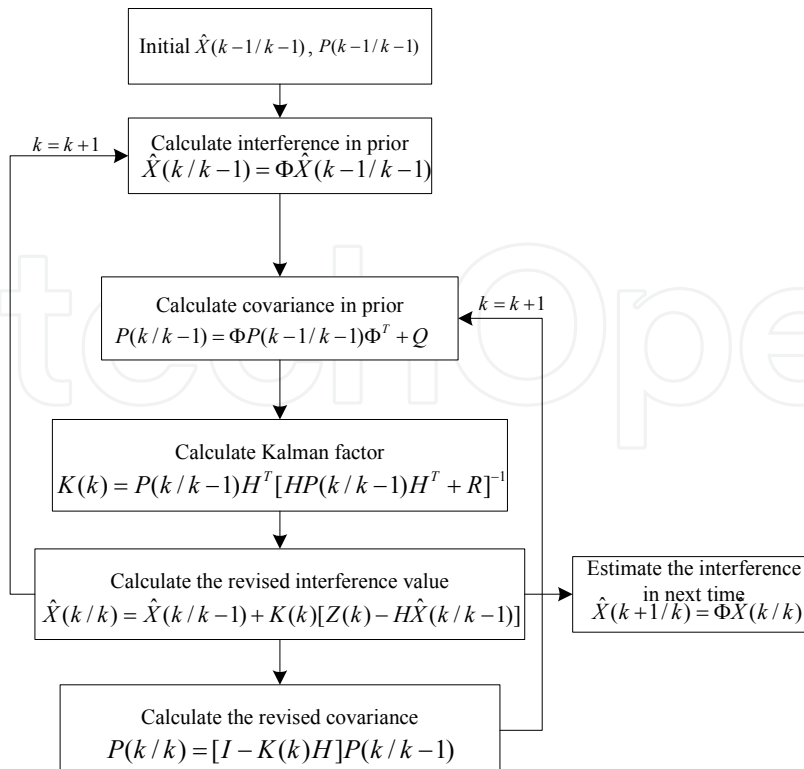 Initial X̂(k−1/k−1), P(k−1/k−1)
k = k+1
Calculate interference in prior
X̂(k/k−1) = ΦX̂(k−1/k−1)
Calculate covariance in prior
P(k/k−1) = ΦP(k−1/k−1)Φ^T + Q
k = k+1
Calculate Kalman factor
K(k) = P(k/k−1)H^T[HP(k/k−1)H^T + R]^−1
Calculate the revised interference value
X̂(k/k) = X̂(k/k−1) + K(k)[Z(k) − HX̂(k/k−1)]
Estimate the interference
in next time
X̂(k+1/k) = ΦX̂(k/k)
Calculate the revised covariance
P(k/k) = [I − K(k)H]P(k/k−1)
techOpe